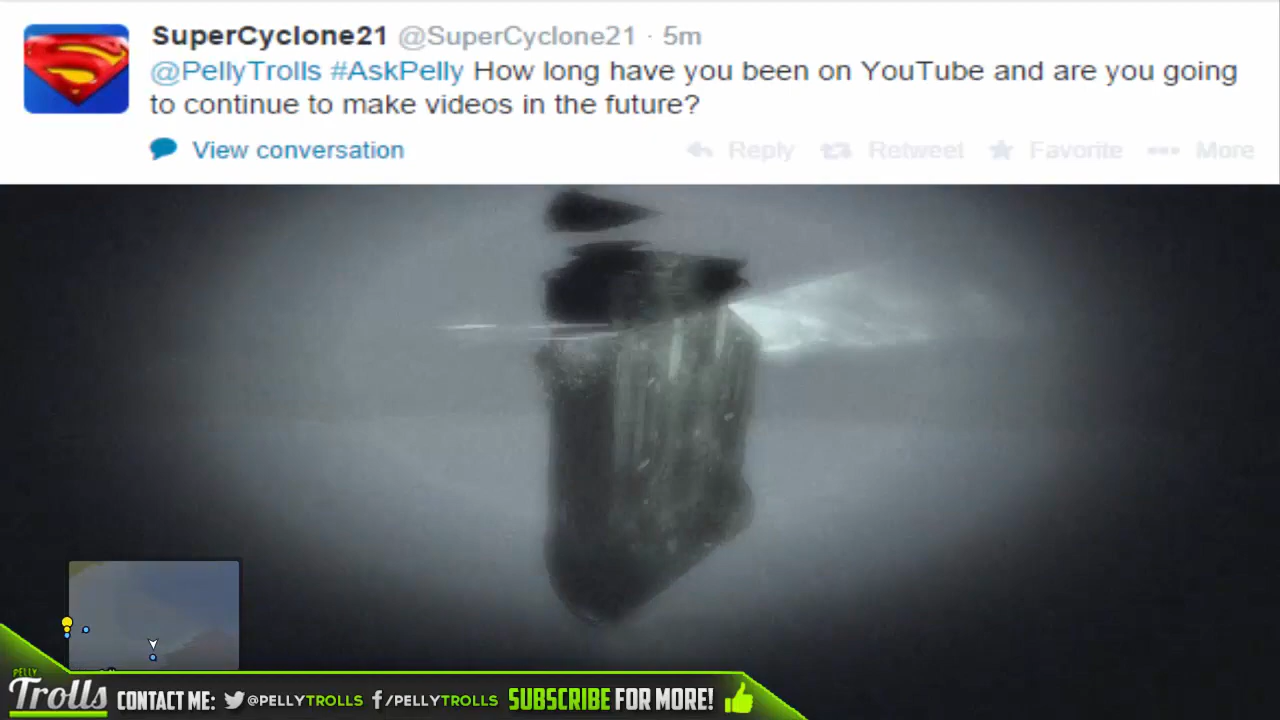 SuperCyclone21 @SuperCyclone21 · 5m
@PellyTrolls #AskPelly How long have you been on YouTube and are you going
to continue to make videos in the future?
View conversation Reply Retweet Favorite More
PELLY
Trolls CONTACT ME: @PELLYTROLLS f/PELLYTROLLS SUBSCRIBE FOR MORE!